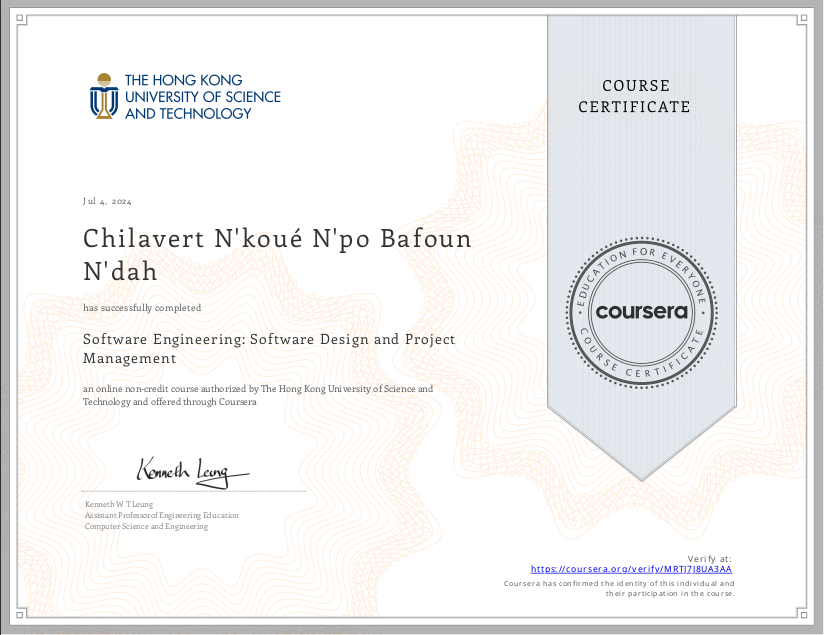 THE HONG KONG
UNIVERSITY OF SCIENCE
AND TECHNOLOGY
COURSE
CERTIFICATE
Jul 4, 2024
Chilavert N'koué N'po Bafoun
N'dah
has successfully completed
Software Engineering: Software Design and Project
Management
an online non-credit course authorized by The Hong Kong University of Science and
Technology and offered through Coursera
EDUCATION FOR EVERYONE
coursera
COURSE CERTIFICATE
Kenneth Leung
Kenneth W T Leung
Assistant Professor of Engineering Education
Computer Science and Engineering
Verify at:
https://coursera.org/verify/MRTJ7J8UA3AA
Coursera has confirmed the identity of this individual and
their participation in the course.